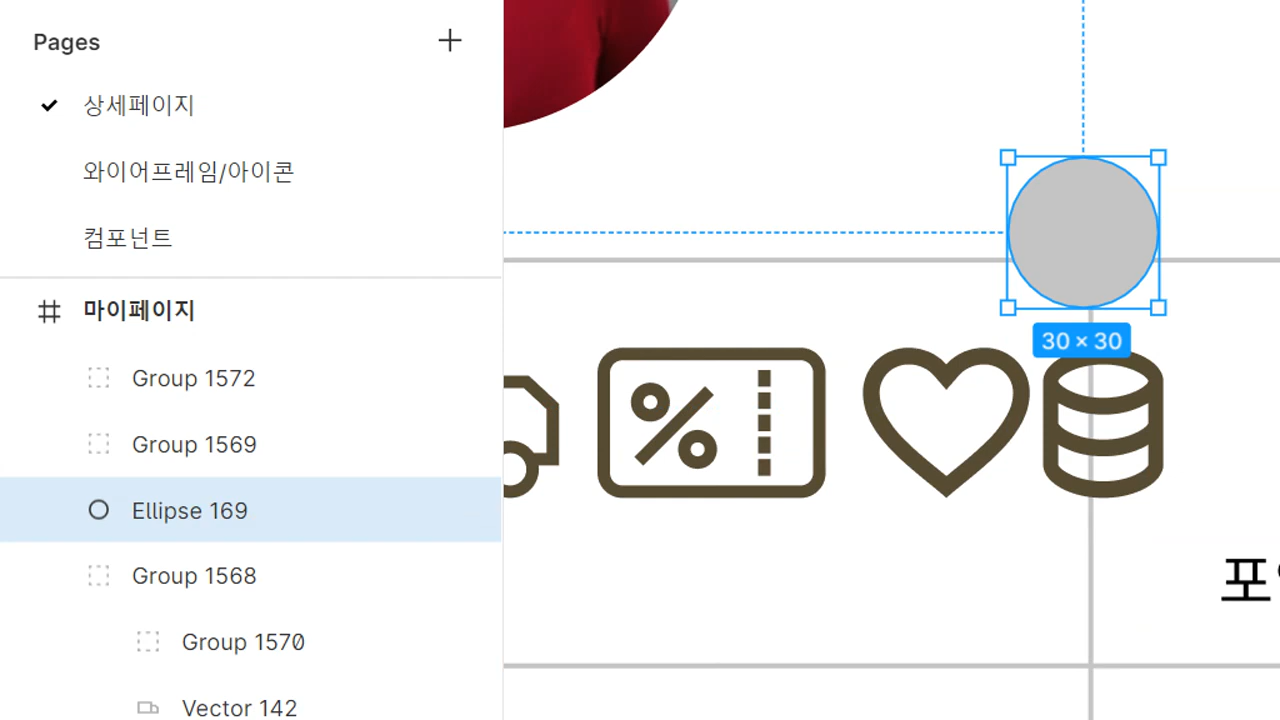 Pages
상세페이지
와이어프레임/아이콘
컴포넌트
마이페이지
Group 1572
Group 1569
Ellipse 169
Group 1568
Group 1570
Vector 142
30 × 30
%
포